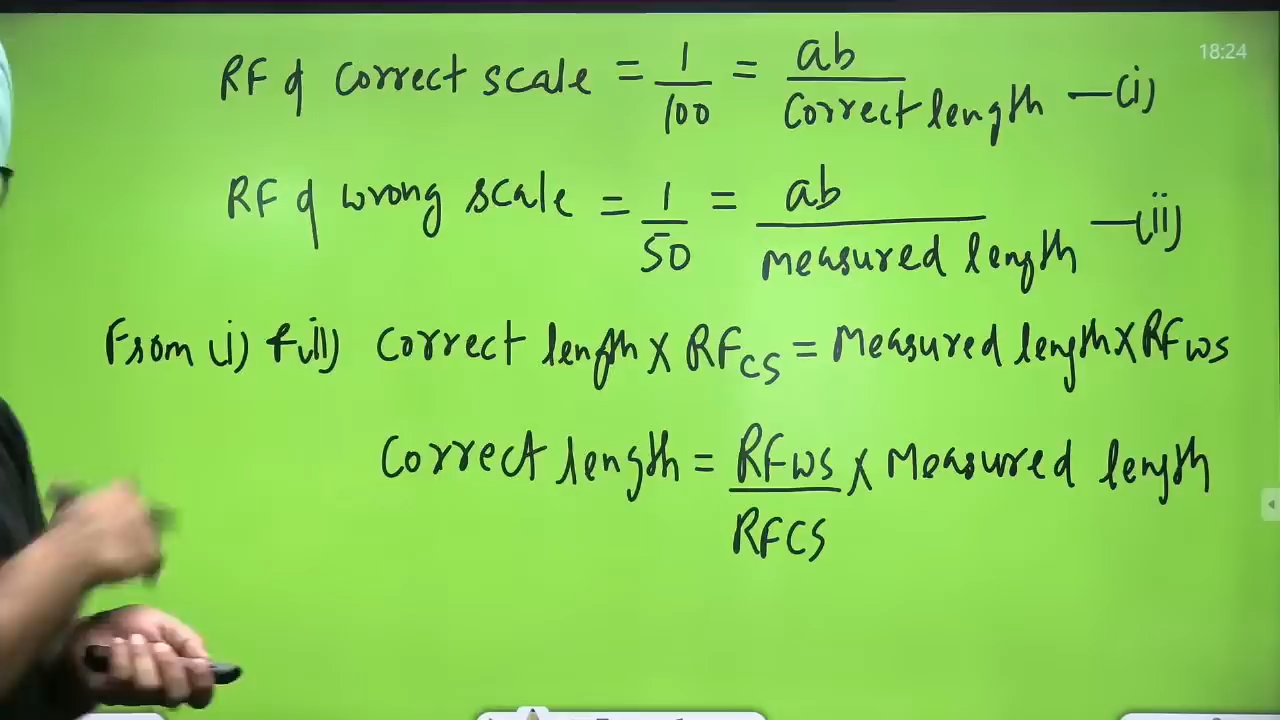 18:24
RF of correct scale = 1/100 = ab/correct length —(i)
RF of wrong scale = 1/50 = ab/measured length —(ii)
From (i) & (ii) correct length × RFCS = Measured length × RFWS
Correct length = RFWS/RFCS × Measured length